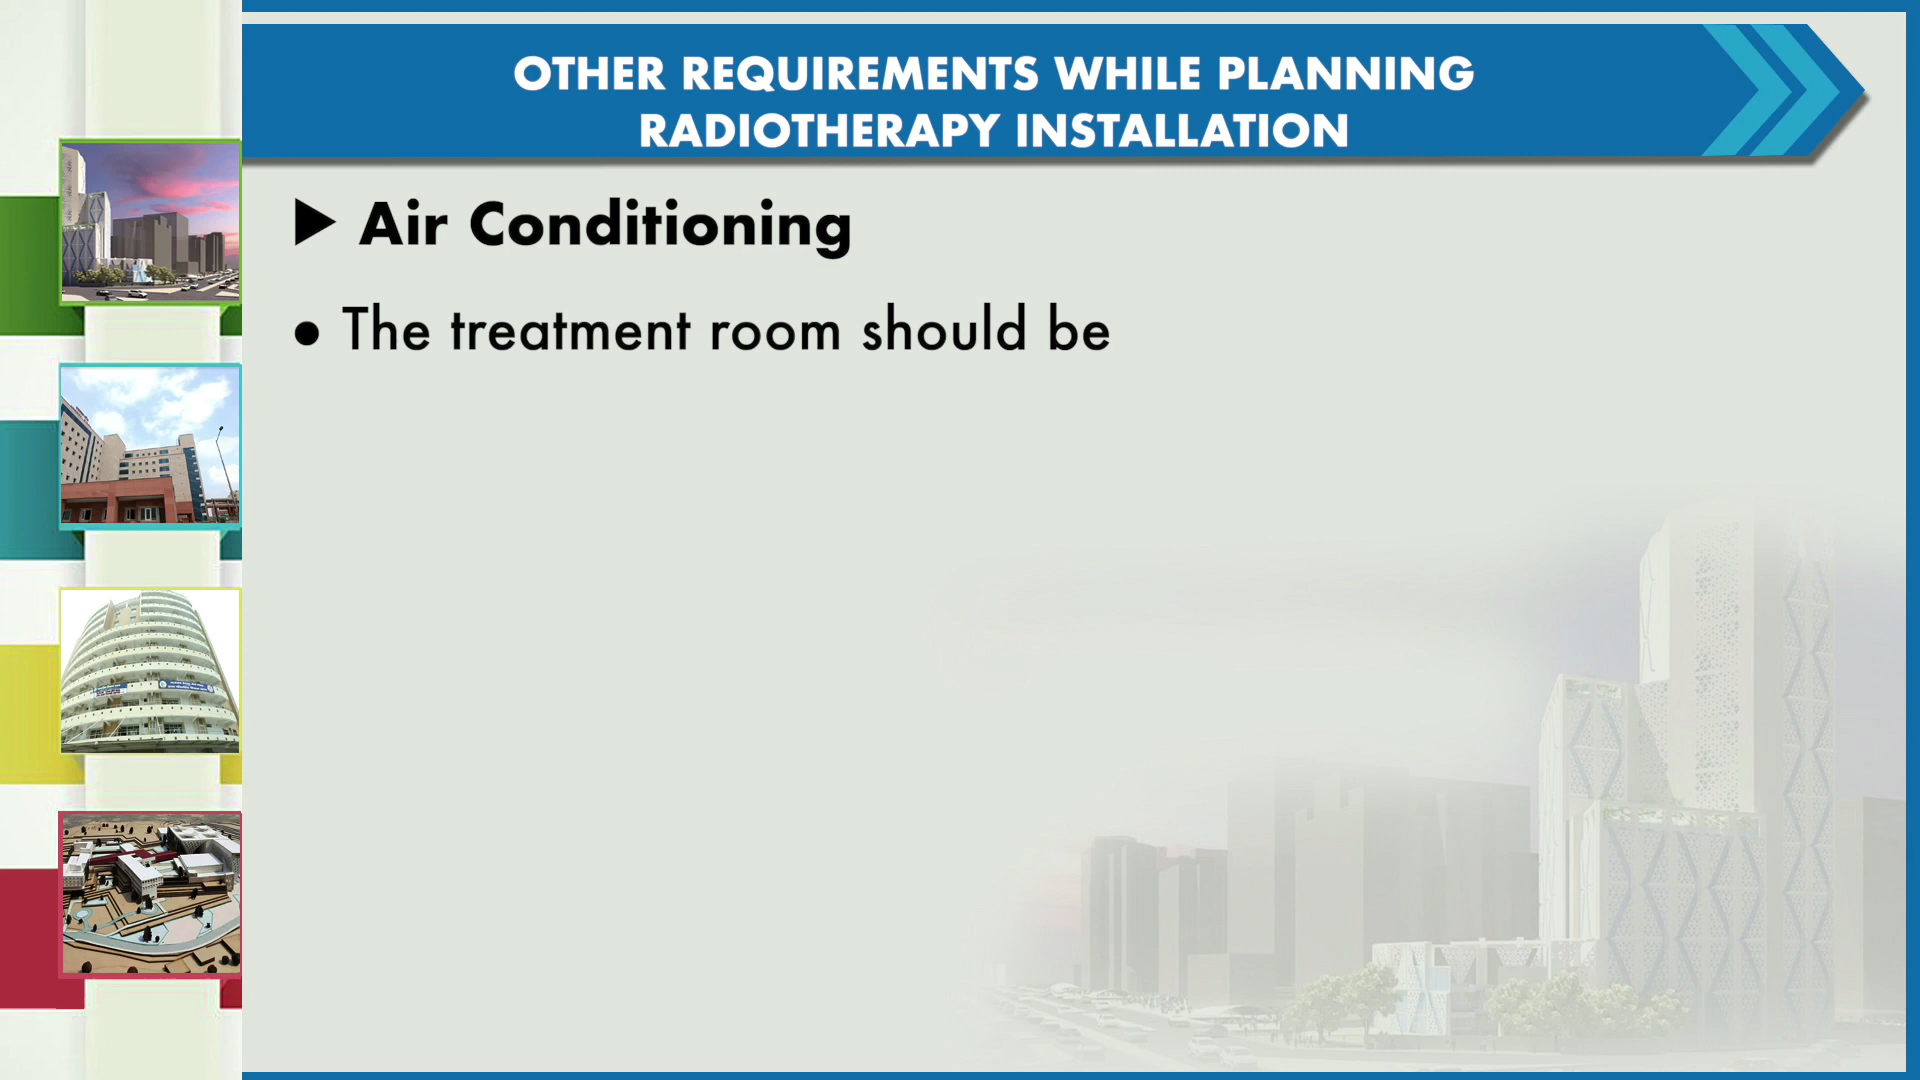 OTHER REQUIREMENTS WHILE PLANNING
RADIOTHERAPY INSTALLATION
▶ Air Conditioning
● The treatment room should be